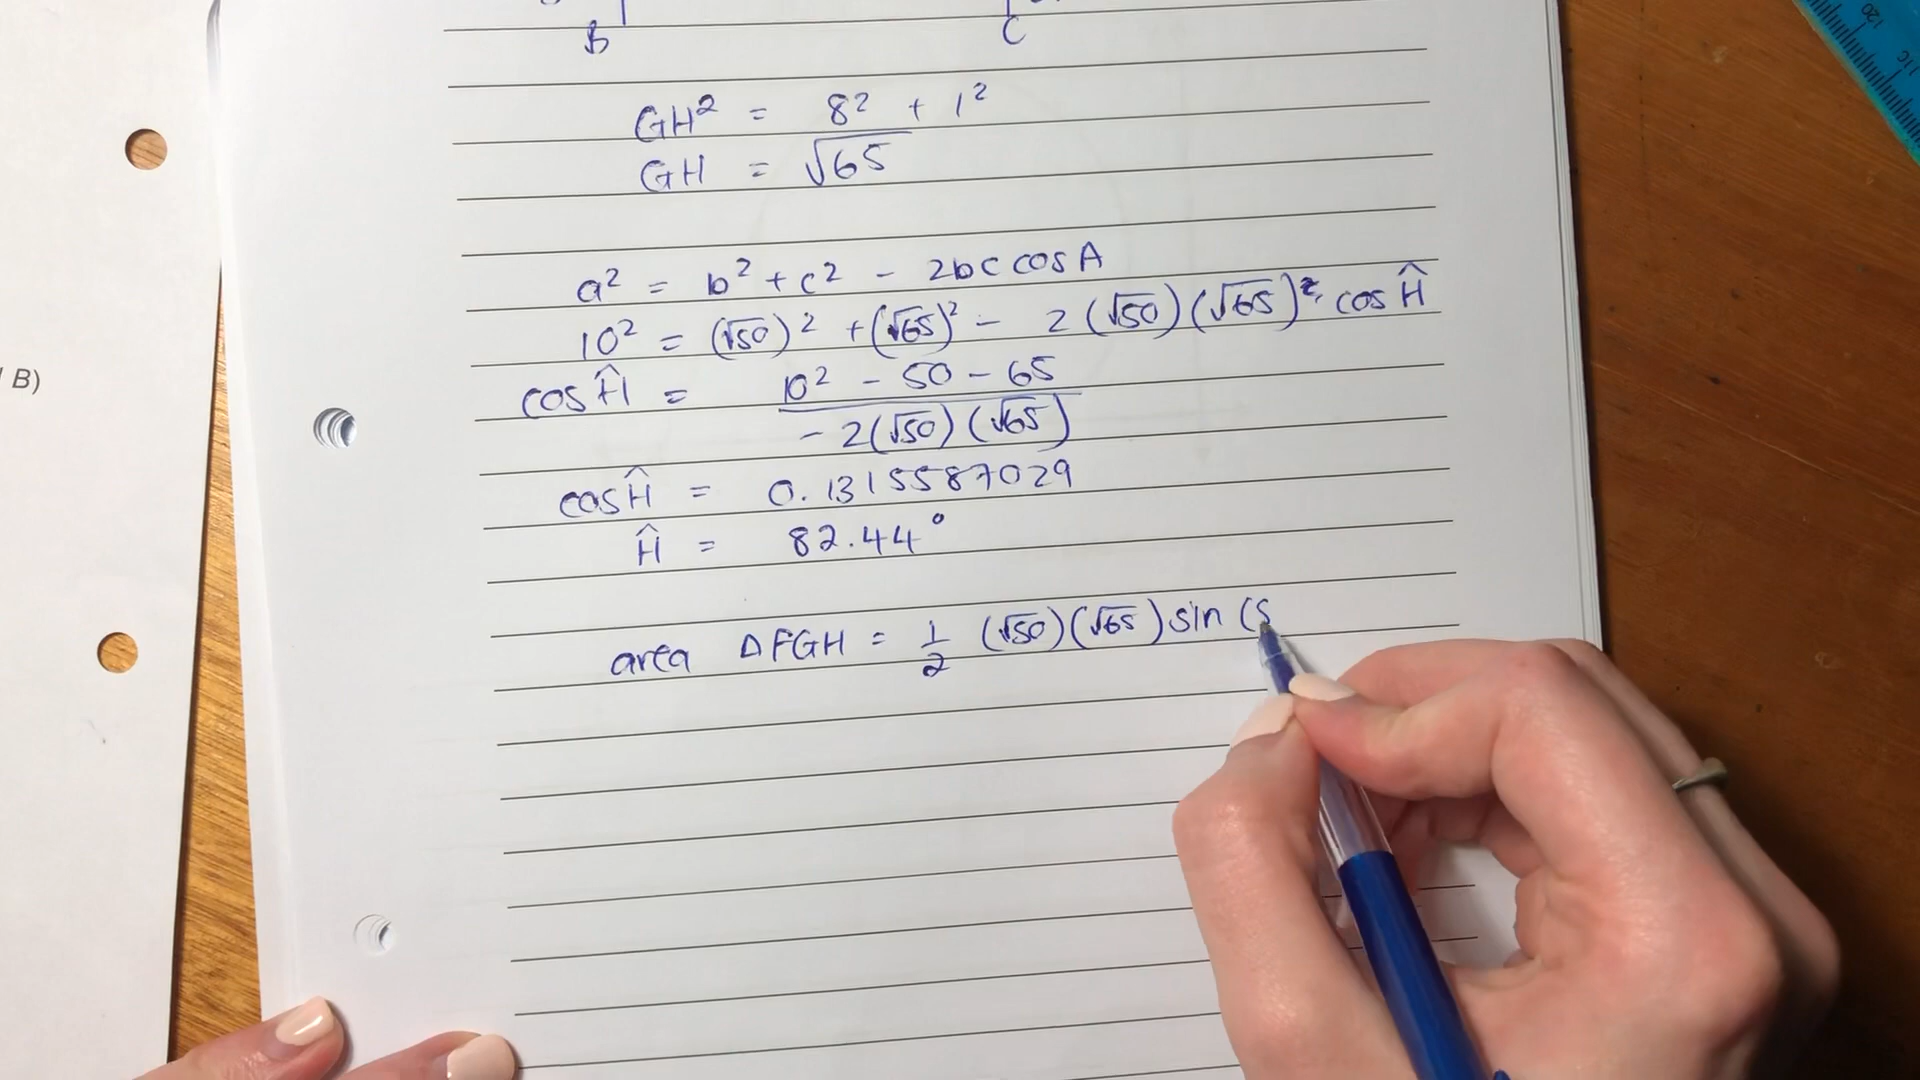 B C
GH² = 8² + 1²
GH = √65
a² = b² + c² - 2bc cos A
10² = (√50)² + (√65)² - 2(√50)(√65) cos Ĥ
cos Ĥ = 10² - 50 - 65
B)
-2(√50)(√65)
cos Ĥ = 0.1315587029
Ĥ = 82.44°
area ΔFGH = 1/2 (√50)(√65) sin (
120